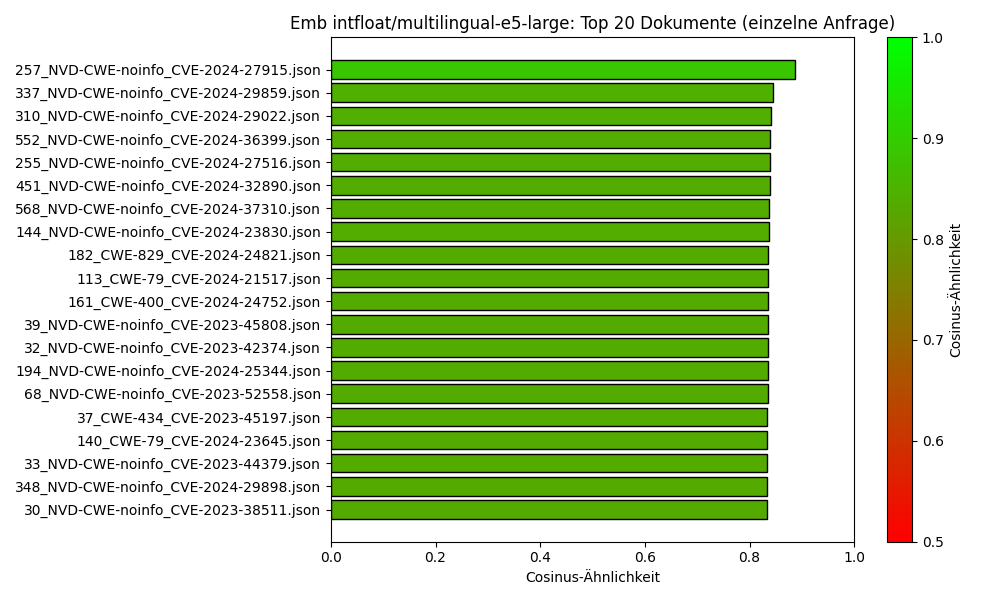 Emb intfloat/multilingual-e5-large: Top 20 Dokumente (einzelne Anfrage)
257_NVD-CWE-noinfo_CVE-2024-27915.json
337_NVD-CWE-noinfo_CVE-2024-29859.json
310_NVD-CWE-noinfo_CVE-2024-29022.json
552_NVD-CWE-noinfo_CVE-2024-36399.json
255_NVD-CWE-noinfo_CVE-2024-27516.json
451_NVD-CWE-noinfo_CVE-2024-32890.json
568_NVD-CWE-noinfo_CVE-2024-37310.json
144_NVD-CWE-noinfo_CVE-2024-23830.json
182_CWE-829_CVE-2024-24821.json
113_CWE-79_CVE-2024-21517.json
161_CWE-400_CVE-2024-24752.json
39_NVD-CWE-noinfo_CVE-2023-45808.json
32_NVD-CWE-noinfo_CVE-2023-42374.json
194_NVD-CWE-noinfo_CVE-2024-25344.json
68_NVD-CWE-noinfo_CVE-2023-52558.json
37_CWE-434_CVE-2023-45197.json
140_CWE-79_CVE-2024-23645.json
33_NVD-CWE-noinfo_CVE-2023-44379.json
348_NVD-CWE-noinfo_CVE-2024-29898.json
30_NVD-CWE-noinfo_CVE-2023-38511.json
0.0 0.2 0.4 0.6 0.8 1.0
Cosinus-Ähnlichkeit
1.0
0.9
0.8
0.7
0.6
0.5
Cosinus-Ähnlichkeit